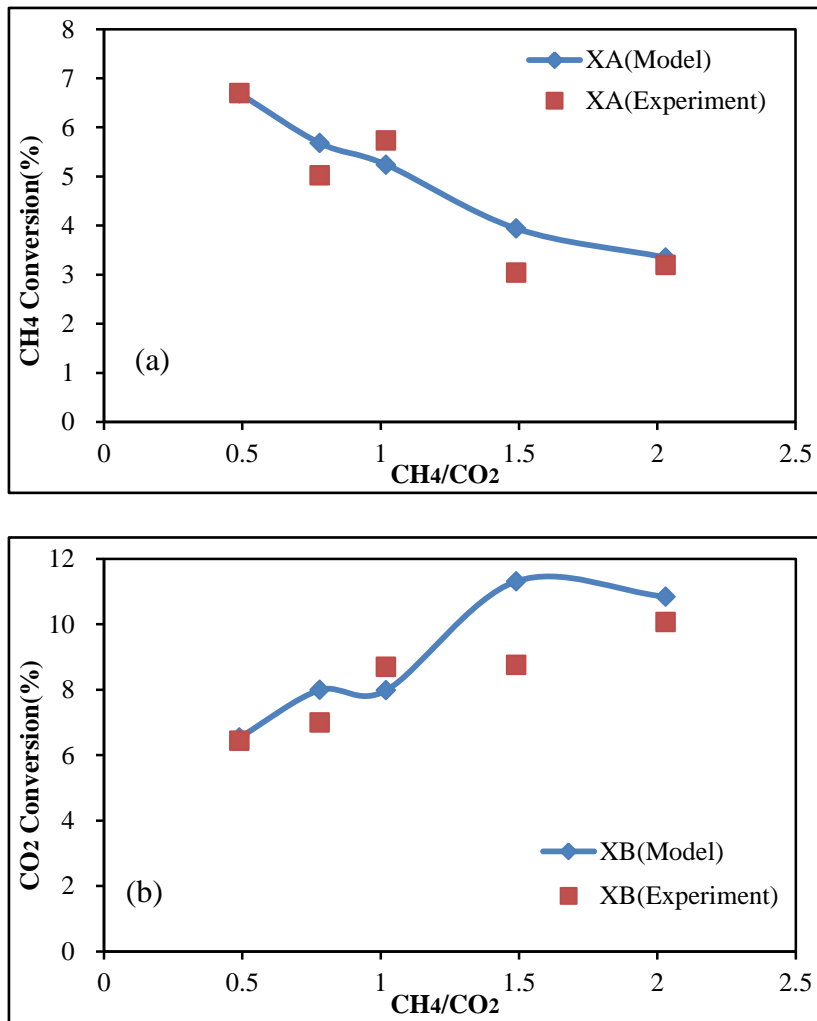 8
7
6
5
4
3
2
1
0
CH4 Conversion(%)
XA(Model)
XA(Experiment)
(a)
0 0.5 1 1.5 2 2.5
CH4/CO2
12
10
8
6
4
2
0
CO2 Conversion(%)
XB(Model)
XB(Experiment)
(b)
0 0.5 1 1.5 2 2.5
CH4/CO2